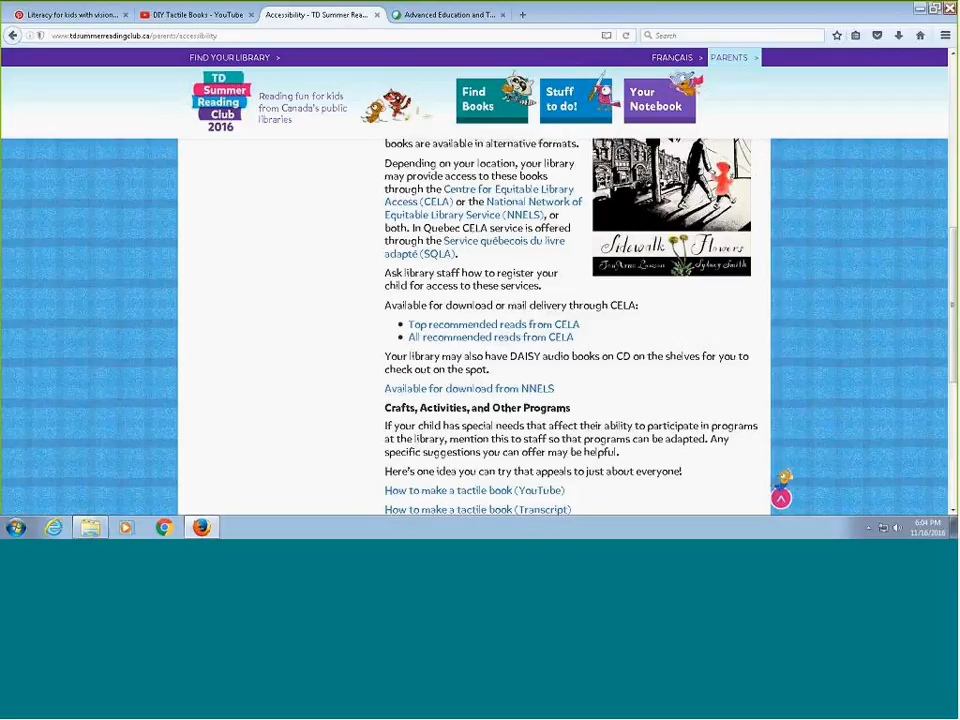 Literacy for kids with vision...
DIY Tactile Books - YouTube
Accessibility - TD Summer Rea...
Advanced Education and T...
www.tdsummerreadingclub.ca/parents/accessibility
Search
FIND YOUR LIBRARY >
FRANÇAIS >
PARENTS >
TD
Summer
Reading
Club
2016
Reading fun for kids
from Canada's public
libraries
Find
Books
Stuff
to do!
Your
Notebook
books are available in alternative formats.
Depending on your location, your library
may provide access to these books
through the Centre for Equitable Library
Access (CELA) or the National Network of
Equitable Library Service (NNELS), or
both. In Quebec CELA service is offered
through the Service québecois du livre
adapté (SQLA).
Sidewalk Flowers
JonArno Lawson Sydney Smith
Ask library staff how to register your
child for access to these services.
Available for download or mail delivery through CELA:
• Top recommended reads from CELA
• All recommended reads from CELA
Your library may also have DAISY audio books on CD on the shelves for you to
check out on the spot.
Available for download from NNELS
Crafts, Activities, and Other Programs
If your child has special needs that affect their ability to participate in programs
at the library, mention this to staff so that programs can be adapted. Any
specific suggestions you can offer may be helpful.
Here's one idea you can try that appeals to just about everyone!
How to make a tactile book (YouTube)
How to make a tactile book (Transcript)
6:04 PM
11/16/2016